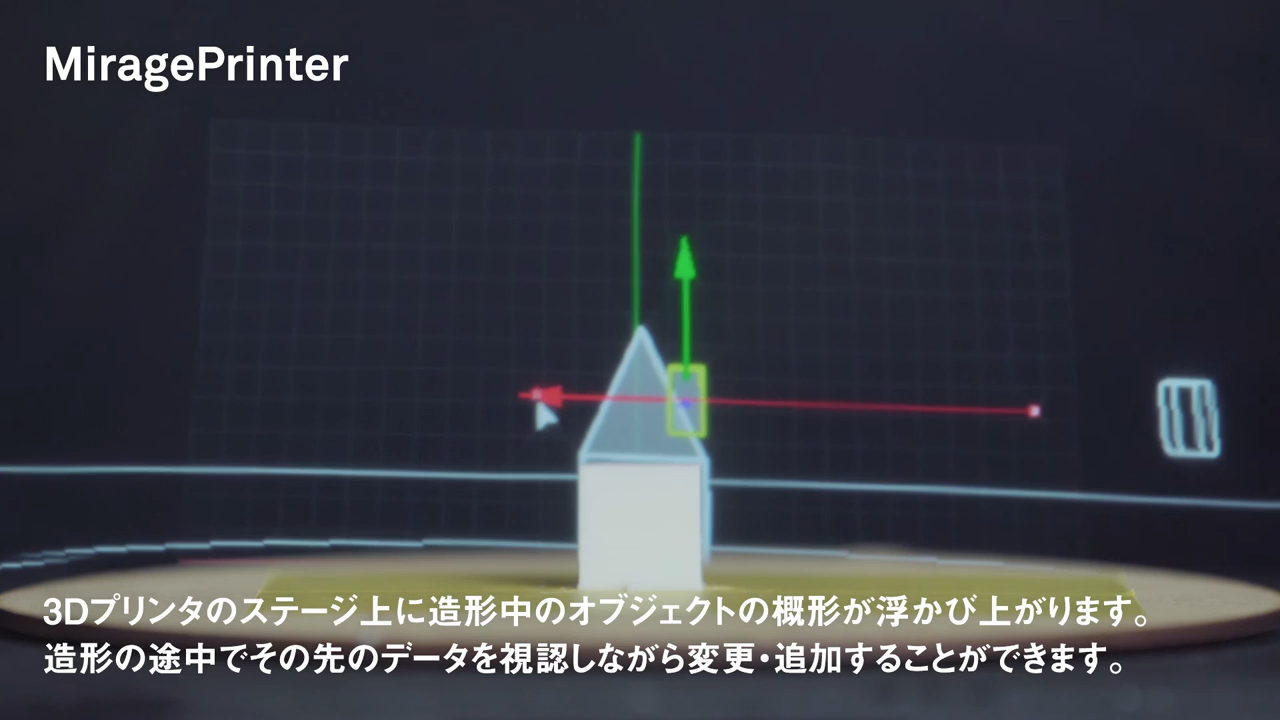 MiragePrinter
3Dプリンタのステージ上に造形中のオブジェクトの概形が浮かび上がります。
造形の途中でその先のデータを視認しながら変更・追加することができます。